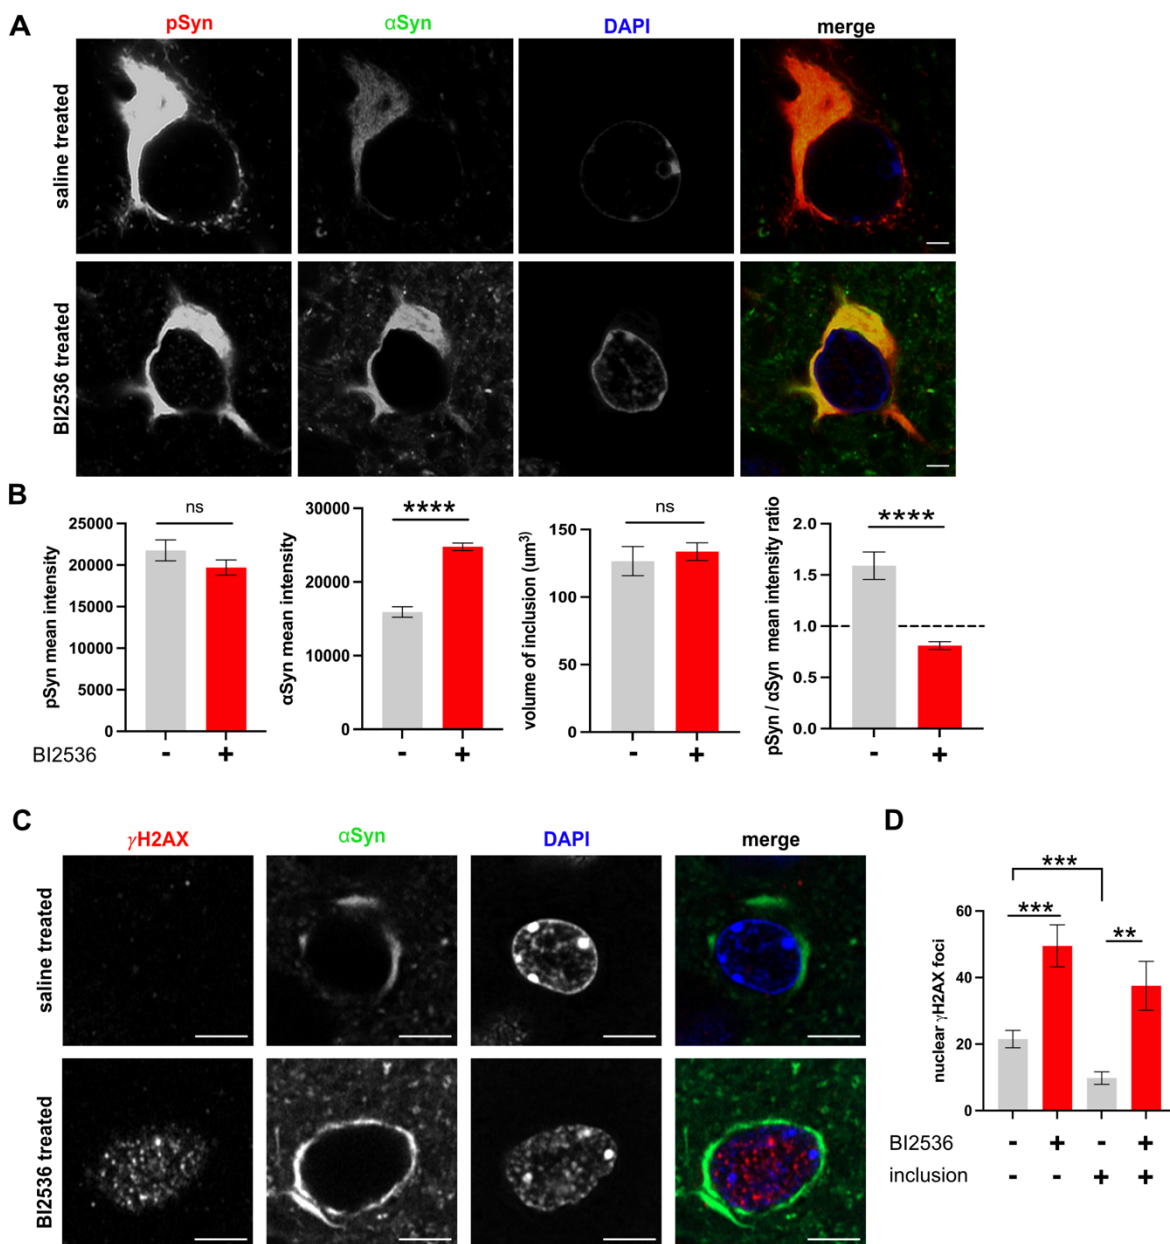 A
pSyn
αSyn
DAPI
merge
saline treated
BI2536 treated
B
pSyn mean intensity
25000
20000
15000
10000
5000
0
ns
αSyn mean intensity
30000
20000
10000
0
****
volume of inclusion (um³)
150
100
50
0
ns
pSyn / αSyn mean intensity ratio
2.0
1.5
1.0
0.5
0.0
****
BI2536 - + - + - + - +
C
γH2AX
αSyn
DAPI
merge
saline treated
BI2536 treated
D
nuclear γH2AX foci
60
40
20
0
***
***
**
BI2536 - + - +
inclusion - - + +